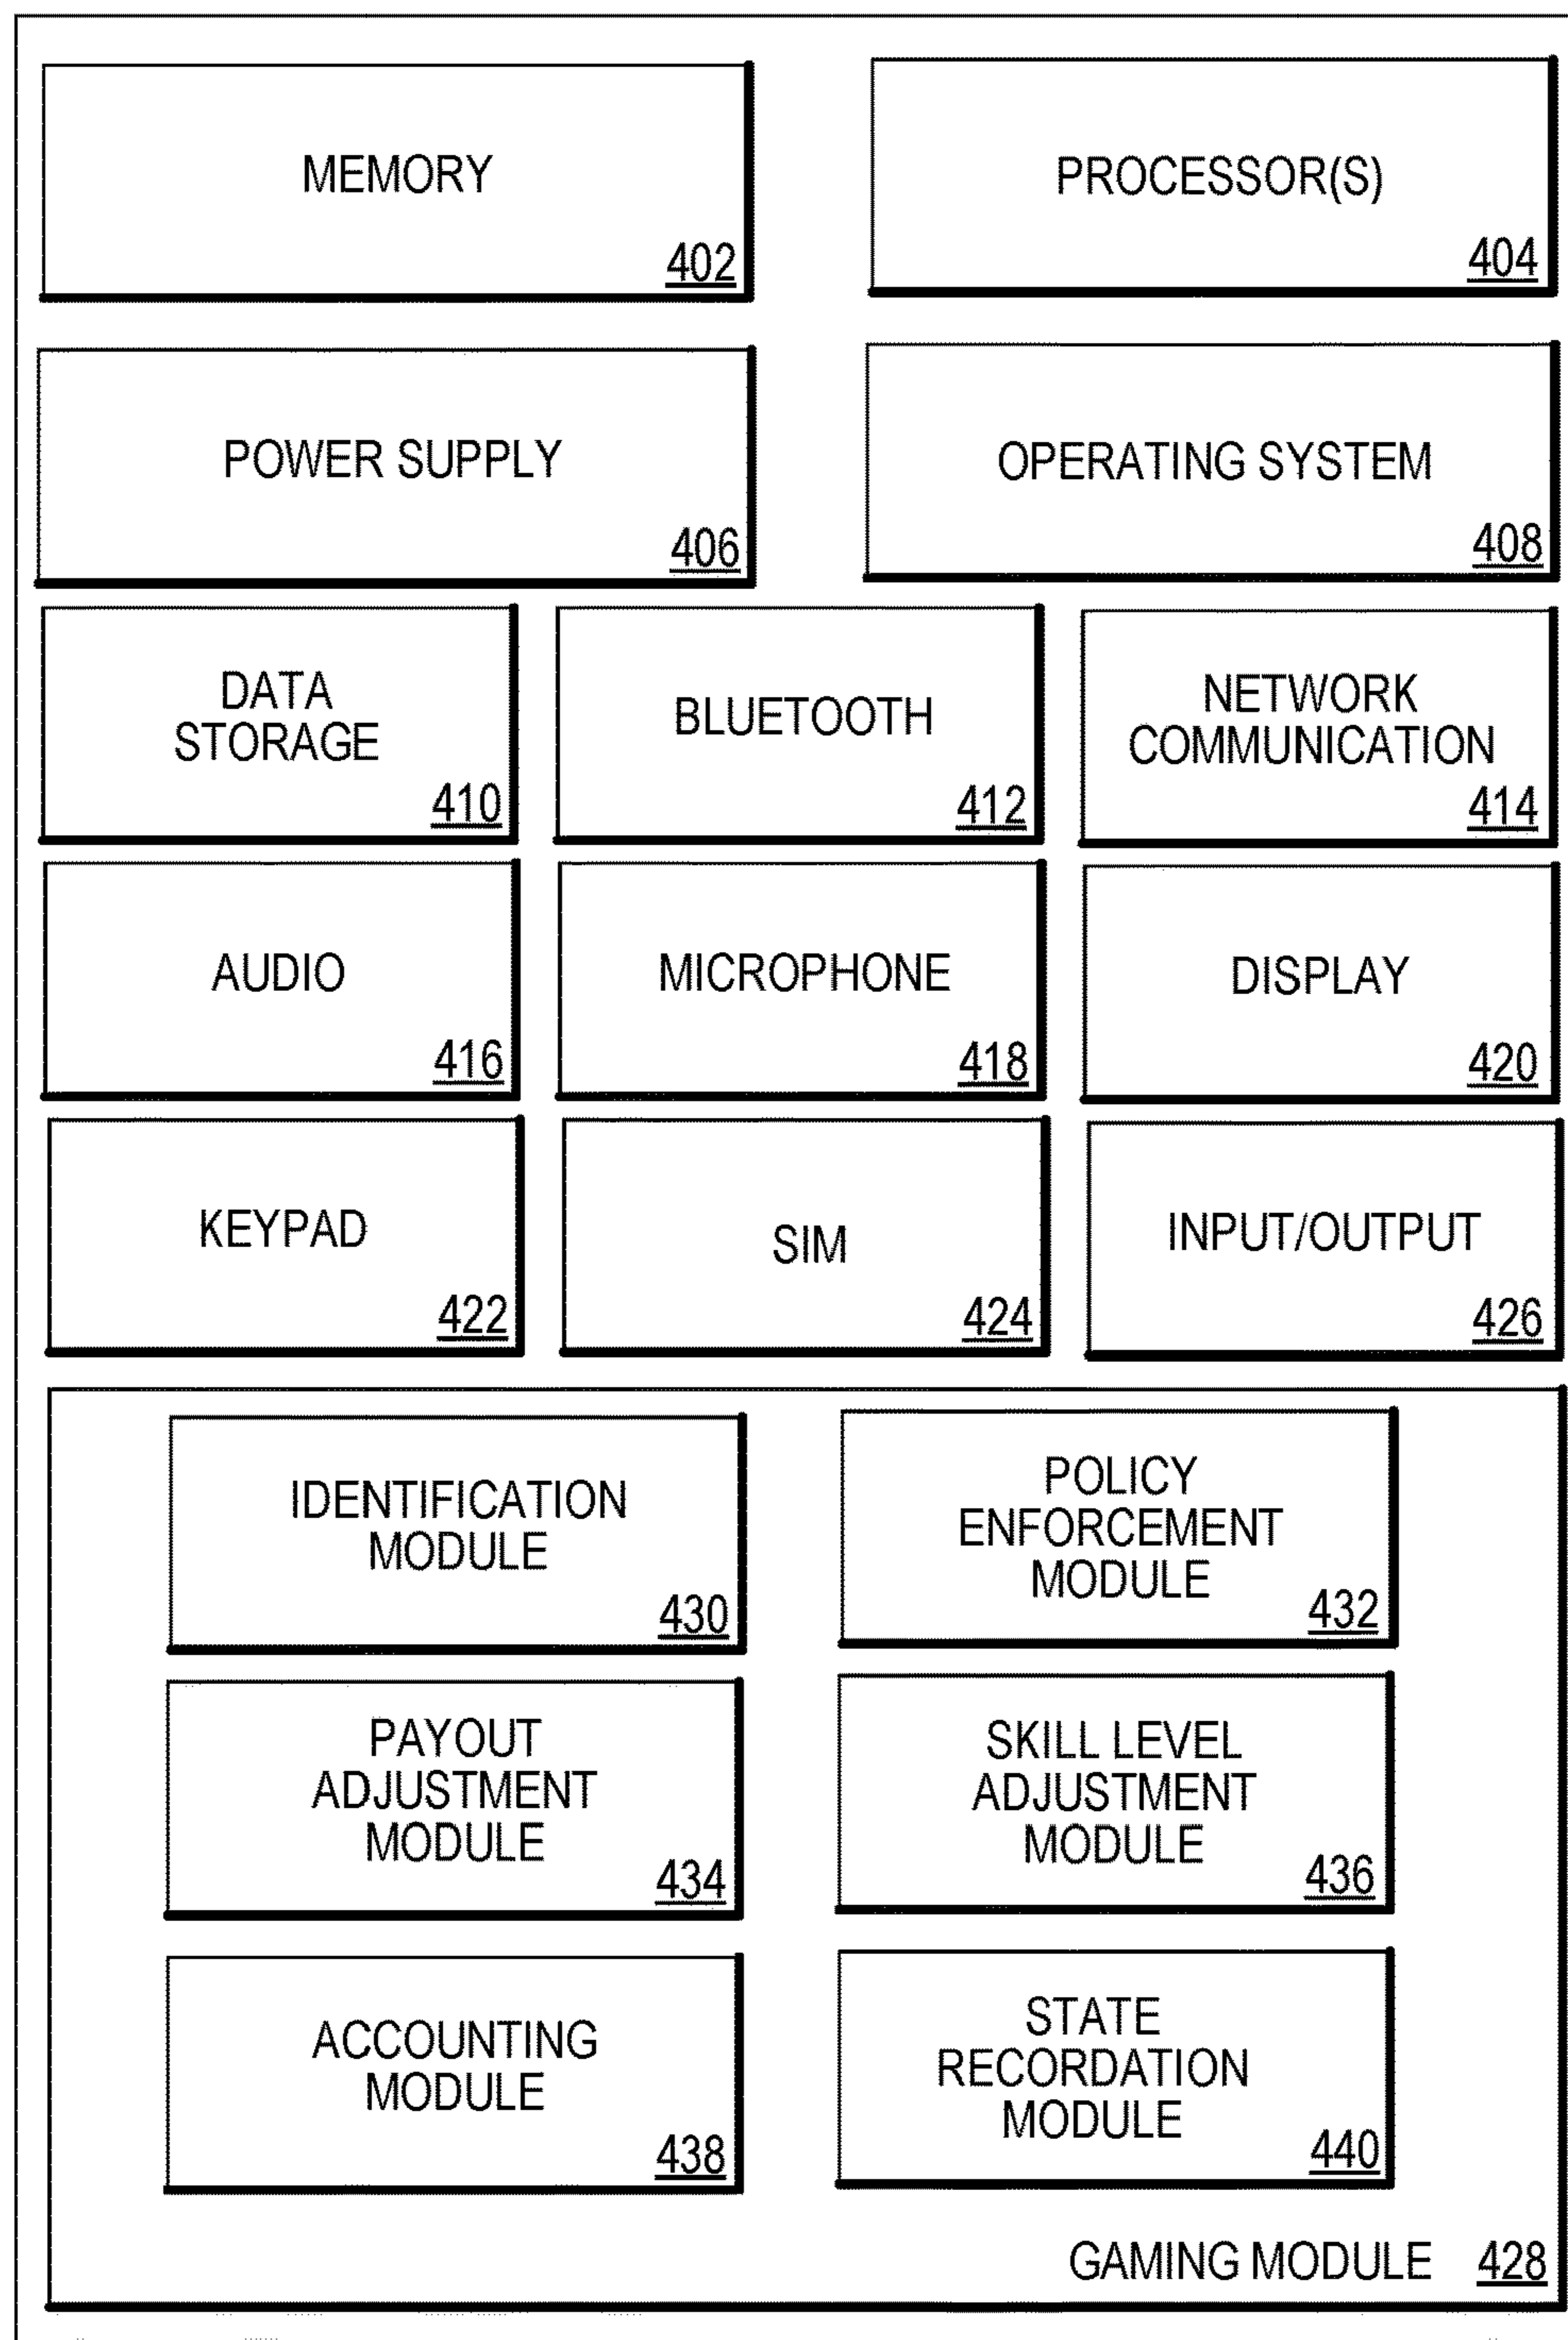 MEMORY
402
PROCESSOR(S)
404
POWER SUPPLY
406
OPERATING SYSTEM
408
DATA
STORAGE
410
BLUETOOTH
412
NETWORK
COMMUNICATION
414
AUDIO
416
MICROPHONE
418
DISPLAY
420
KEYPAD
422
SIM
424
INPUT/OUTPUT
426
IDENTIFICATION
MODULE
430
POLICY
ENFORCEMENT
MODULE
432
PAYOUT
ADJUSTMENT
MODULE
434
SKILL LEVEL
ADJUSTMENT
MODULE
436
ACCOUNTING
MODULE
438
STATE
RECORDATION
MODULE
440
GAMING MODULE 428